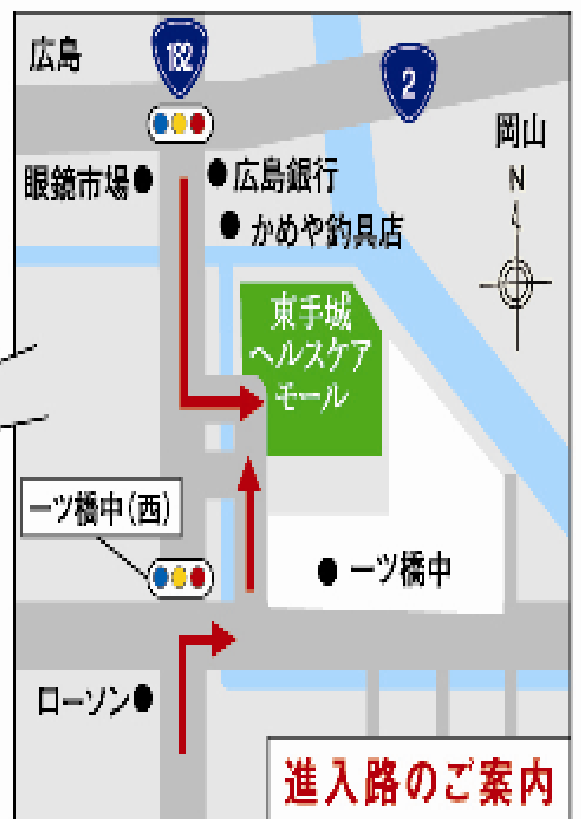 広島
182
2
岡山
眼鏡市場
広島銀行
N
かめや釣具店
東手城
ヘルスケア
モール
一ツ橋中(西)
一ツ橋中
ローソン
進入路のご案内